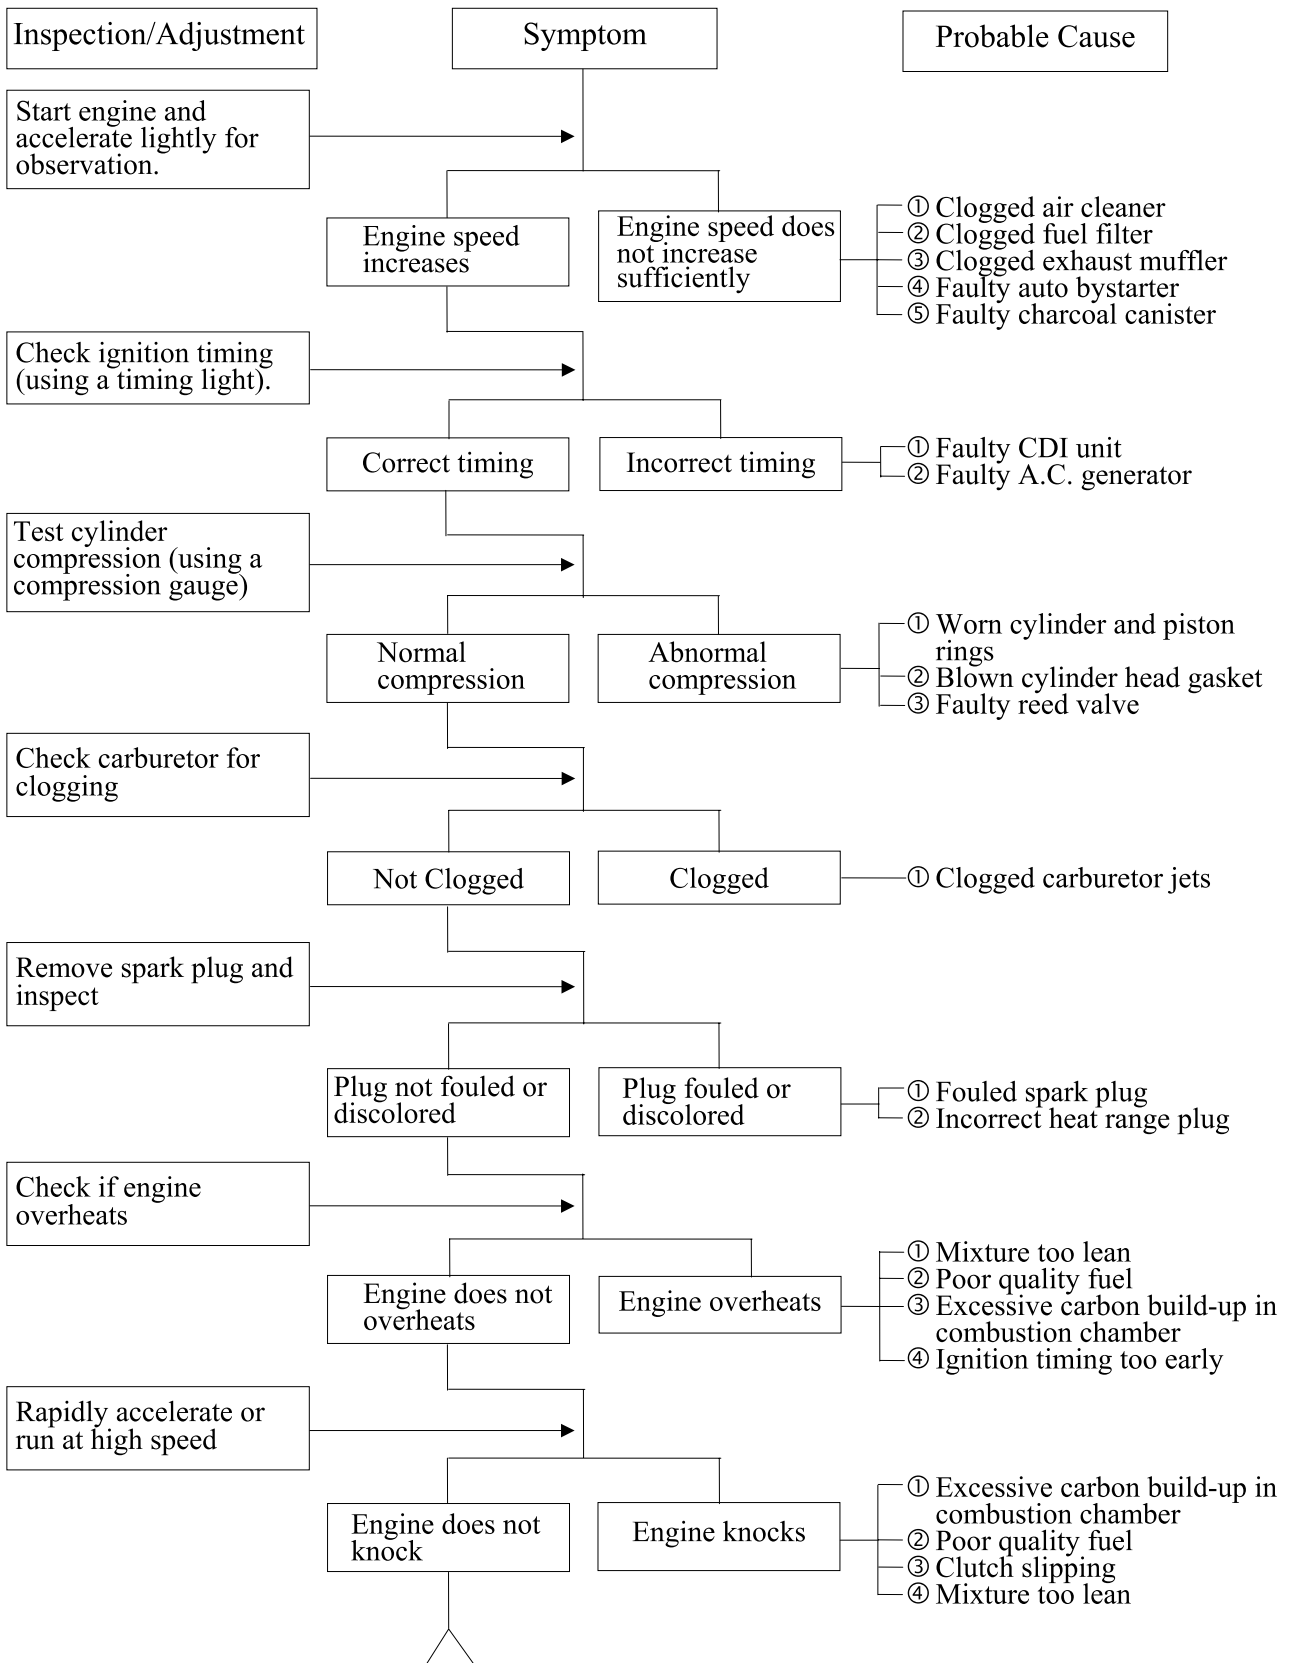 Inspection/Adjustment
Symptom
Probable Cause
Start engine and
accelerate lightly for
observation.
Engine speed
increases
Engine speed does
not increase
sufficiently
① Clogged air cleaner
② Clogged fuel filter
③ Clogged exhaust muffler
④ Faulty auto bystarter
⑤ Faulty charcoal canister
Check ignition timing
(using a timing light).
Correct timing
Incorrect timing
① Faulty CDI unit
② Faulty A.C. generator
Test cylinder
compression (using a
compression gauge)
Normal
compression
Abnormal
compression
① Worn cylinder and piston
rings
② Blown cylinder head gasket
③ Faulty reed valve
Check carburetor for
clogging
Not Clogged
Clogged
① Clogged carburetor jets
Remove spark plug and
inspect
Plug not fouled or
discolored
Plug fouled or
discolored
① Fouled spark plug
② Incorrect heat range plug
Check if engine
overheats
Engine does not
overheats
Engine overheats
① Mixture too lean
② Poor quality fuel
③ Excessive carbon build-up in
combustion chamber
④ Ignition timing too early
Rapidly accelerate or
run at high speed
Engine does not
knock
Engine knocks
① Excessive carbon build-up in
combustion chamber
② Poor quality fuel
③ Clutch slipping
④ Mixture too lean